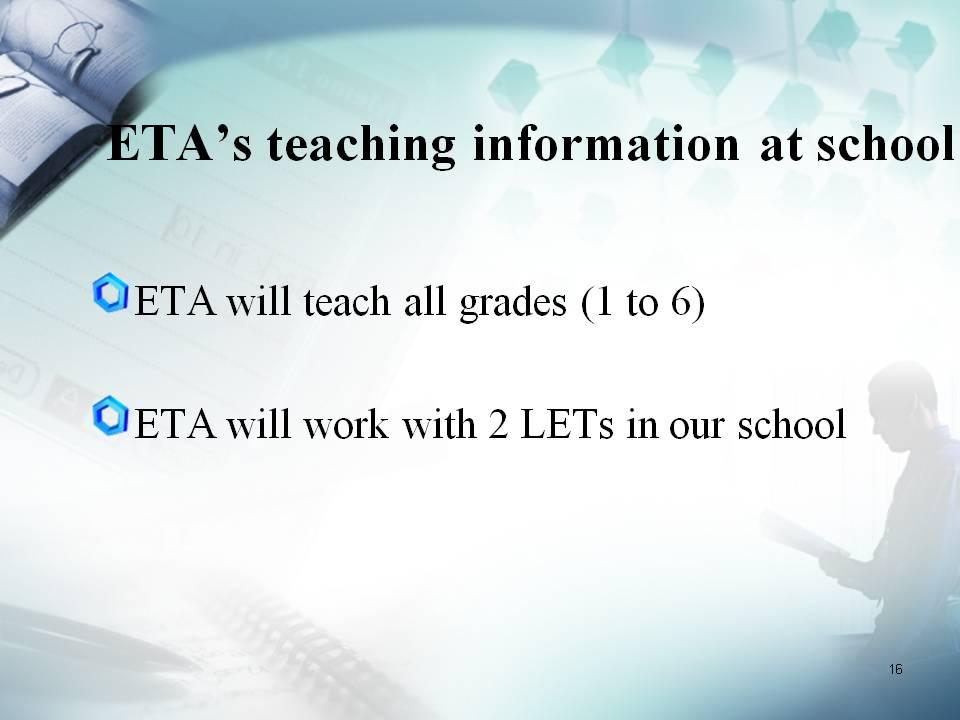 ETA’s teaching information at school
ETA will teach all grades (1 to 6)
ETA will work with 2 LETs in our school
16